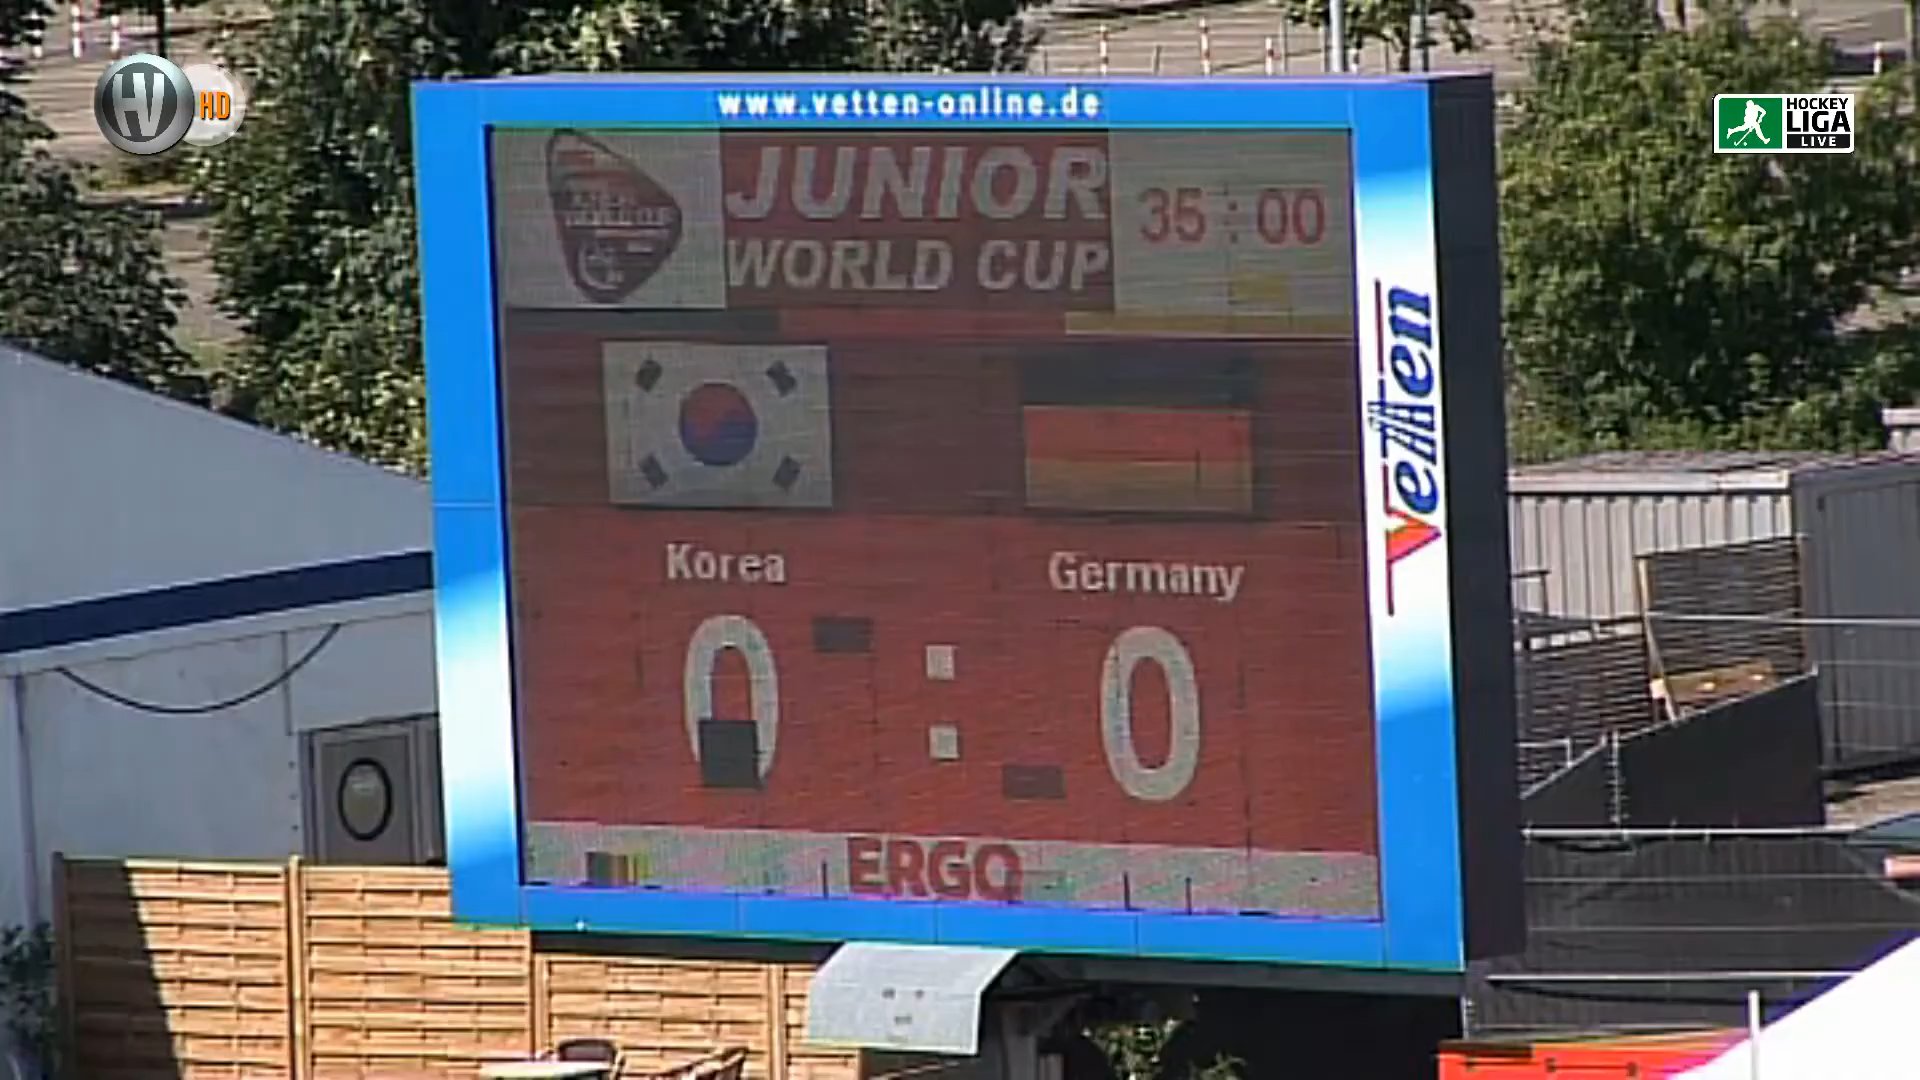 HV HD
www.vetten-online.de
HOCKEY
LIGA
LIVE
JUNIOR
WORLD CUP
35:00
Vetten
Korea
Germany
0 : 0
ERGO